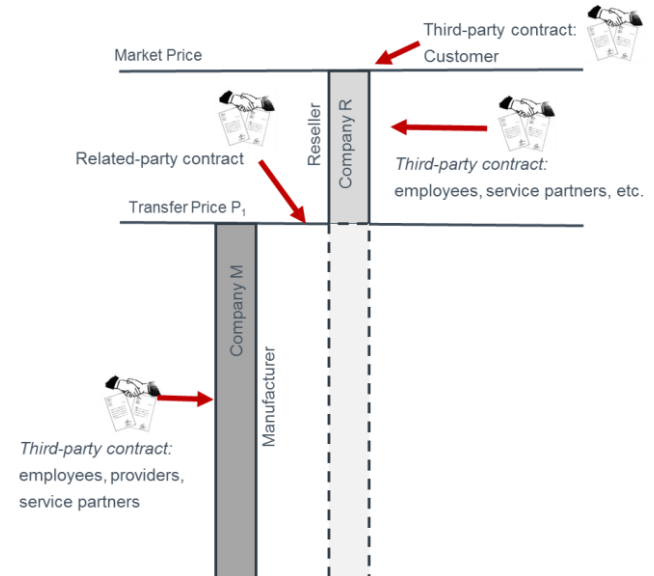 Third-party contract:
Customer
Market Price
Reseller
Company R
Related-party contract
Third-party contract:
employees, service partners, etc.
Transfer Price P1
Company M
Manufacturer
Third-party contract:
employees, providers,
service partners